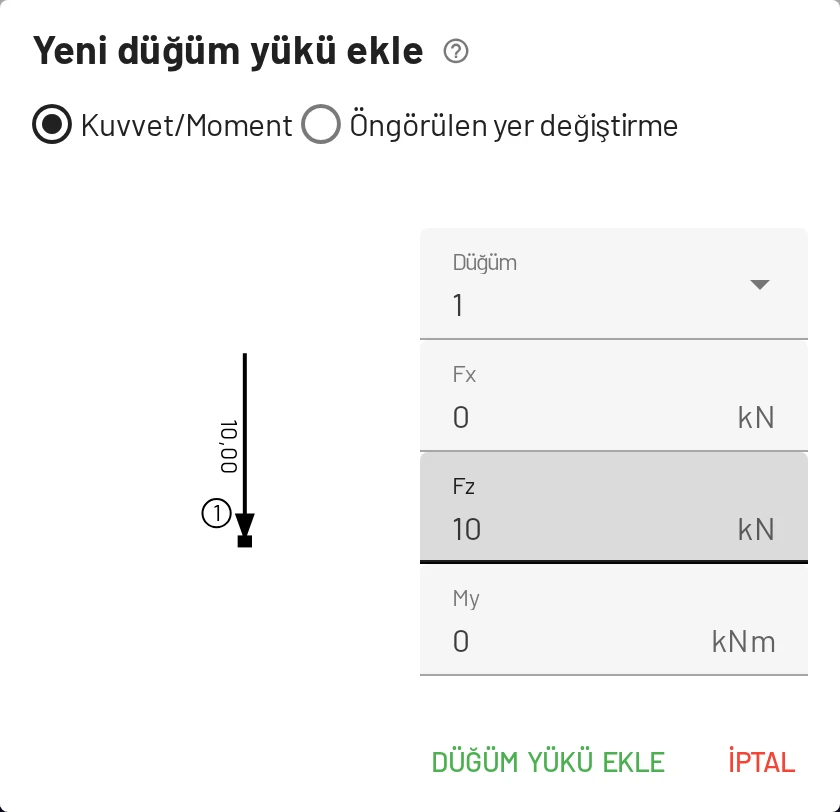 Yeni düğüm yükü ekle ?
Kuvvet/Moment Öngörülen yer değiştirme
Düğüm
1
Fx
0 kN
10,00
Fz
1
10 kN
My
0 kNm
DÜĞÜM YÜKÜ EKLE İPTAL